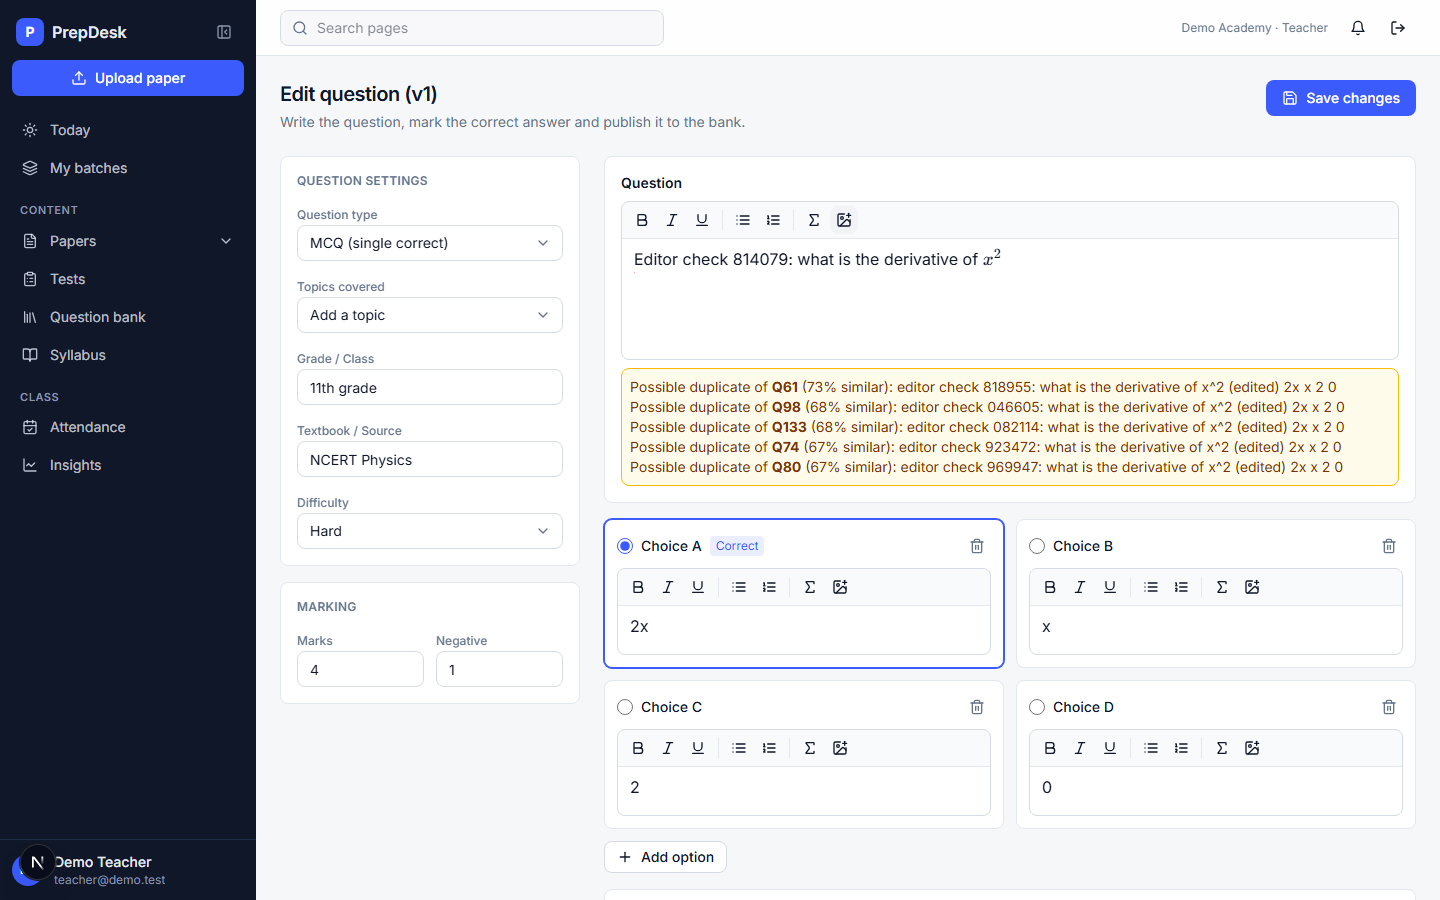 P PrepDesk
Upload paper
Today
My batches
CONTENT
Papers
Tests
Question bank
Syllabus
CLASS
Attendance
Insights
N
Demo Teacher
teacher@demo.test
Search pages
Demo Academy · Teacher
Edit question (v1)
Write the question, mark the correct answer and publish it to the bank.
Save changes
QUESTION SETTINGS
Question type
MCQ (single correct)
Topics covered
Add a topic
Grade / Class
11th grade
Textbook / Source
NCERT Physics
Difficulty
Hard
MARKING
Marks Negative
4 1
Question
B I U Σ
Editor check 814079: what is the derivative of x²
Possible duplicate of Q61 (73% similar): editor check 818955: what is the derivative of x^2 (edited) 2x x 2 0
Possible duplicate of Q98 (68% similar): editor check 046605: what is the derivative of x^2 (edited) 2x x 2 0
Possible duplicate of Q133 (68% similar): editor check 082114: what is the derivative of x^2 (edited) 2x x 2 0
Possible duplicate of Q74 (67% similar): editor check 923472: what is the derivative of x^2 (edited) 2x x 2 0
Possible duplicate of Q80 (67% similar): editor check 969947: what is the derivative of x^2 (edited) 2x x 2 0
Choice A Correct
B I U Σ
2x
Choice B
B I U Σ
x
Choice C
B I U Σ
2
Choice D
B I U Σ
0
Add option